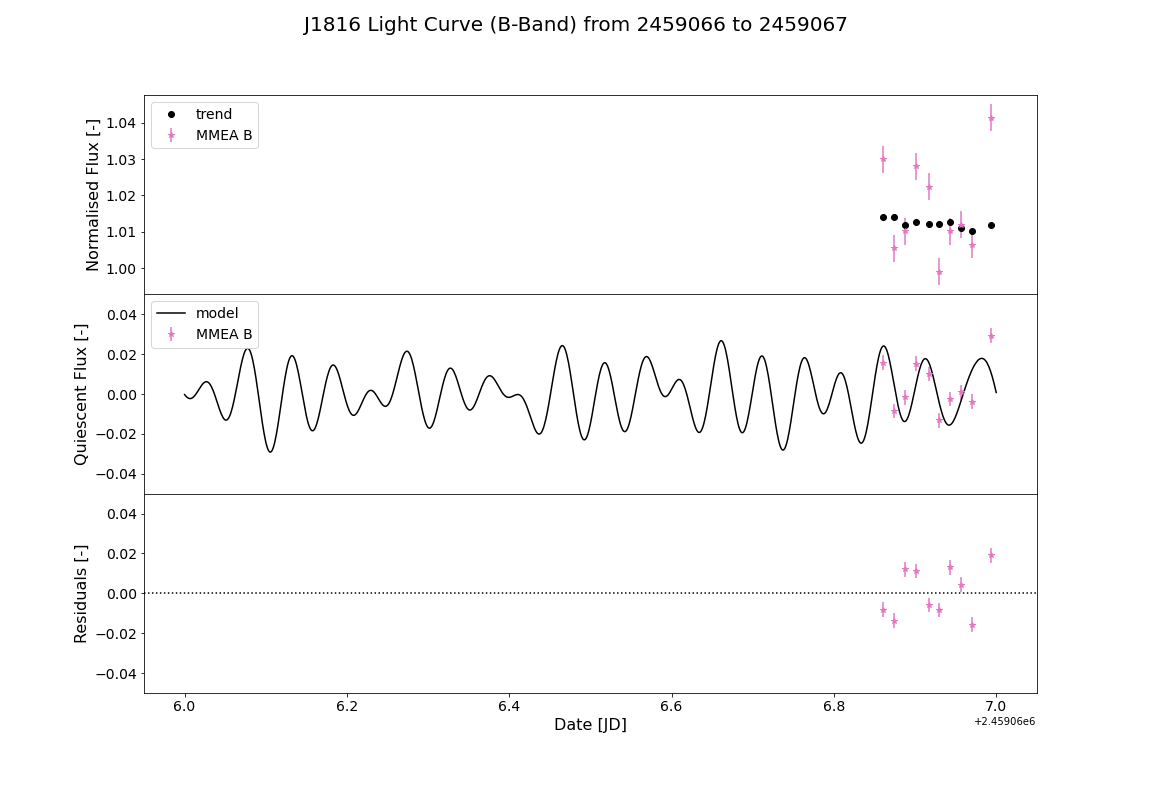 J1816 Light Curve (B-Band) from 2459066 to 2459067
trend
MMEA B
Normalised Flux [-]
1.04
1.03
1.02
1.01
1.00
model
MMEA B
Quiescent Flux [-]
0.04
0.02
0.00
−0.02
−0.04
Residuals [-]
0.04
0.02
0.00
−0.02
−0.04
6.0 6.2 6.4 6.6 6.8 7.0
Date [JD]
+2.45906e6